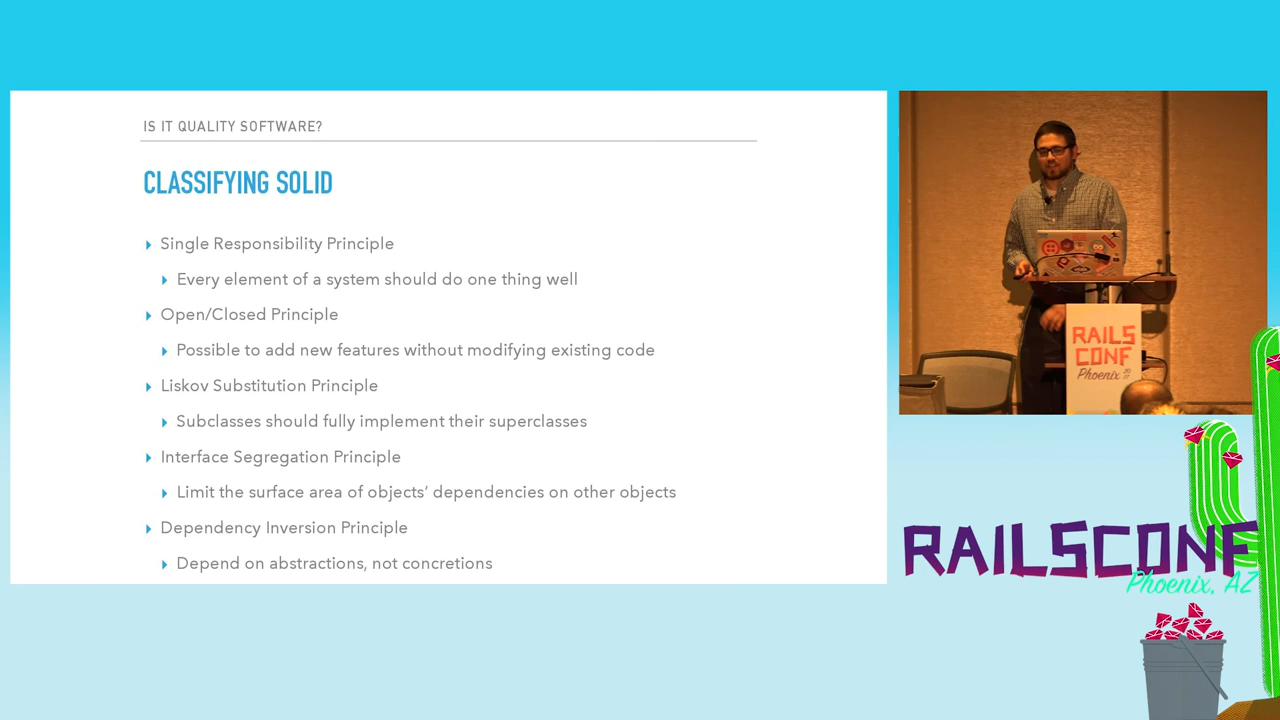 IS IT QUALITY SOFTWARE?
CLASSIFYING SOLID
Single Responsibility Principle
Every element of a system should do one thing well
Open/Closed Principle
Possible to add new features without modifying existing code
Liskov Substitution Principle
Subclasses should fully implement their superclasses
Interface Segregation Principle
Limit the surface area of objects’ dependencies on other objects
Dependency Inversion Principle
Depend on abstractions, not concretions
RAILS
CONF
Phoenix 2017
RAILSCONF
Phoenix, AZ